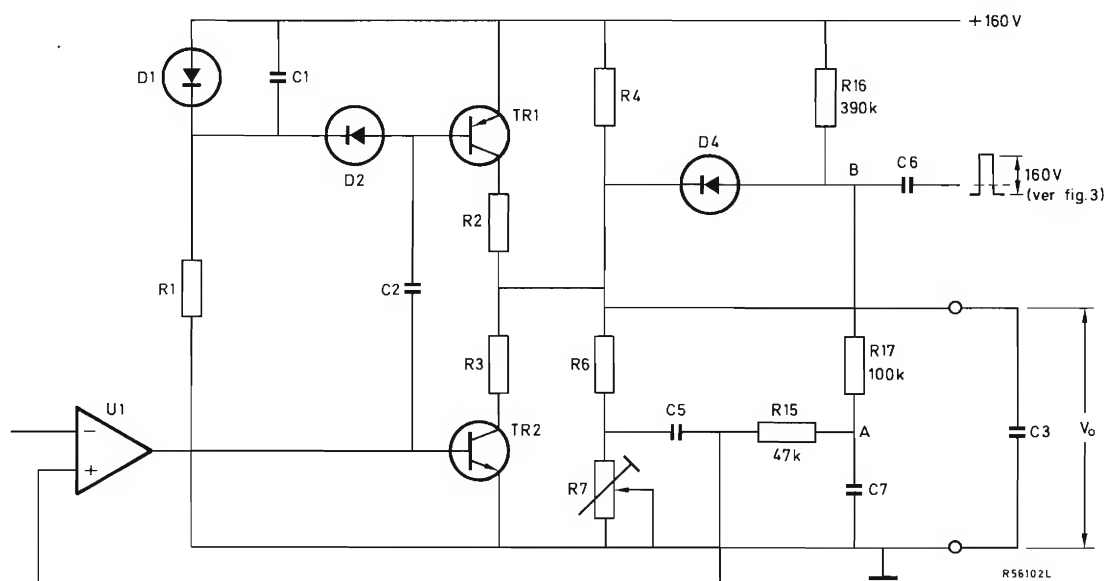 +160V
D1
C1
R4
R16
390k
TR1
D2
D4
B
C6
160V
(ver fig.3)
R2
R1
C2
R3
R6
R17
100k
U1
C5
R15
A
C3
Vo
TR2
47k
−
+
R7
C7
R56102L